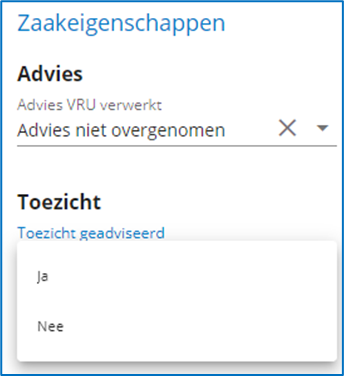 Zaakeigenschappen
Advies
Advies VRU verwerkt
Advies niet overgenomen
Toezicht
Toezicht geadviseerd
Ja
Nee